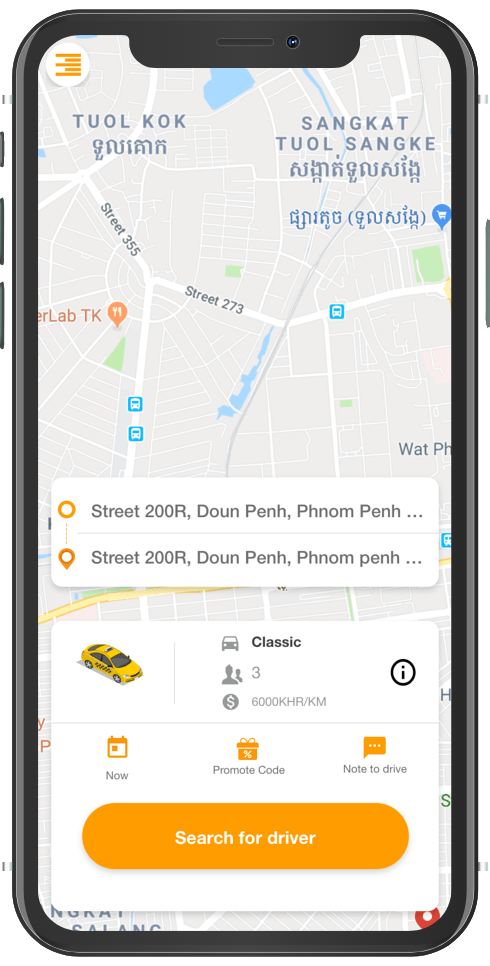 TUOL KOK
ទួលគោក
SANGKAT
TUOL SANGKE
សង្កាត់ទួលសង្កែ
ផ្សារតូច (ទួលសង្កែ)
Street 355
Street 273
erLab TK
Wat Ph
Street 200R, Doun Penh, Phnom Penh ...
Street 200R, Doun Penh, Phnom penh ...
Classic
3
6000KHR/KM
H
y
P
Now
Promote Code
Note to drive
S
Search for driver
NGKAT
SALANG